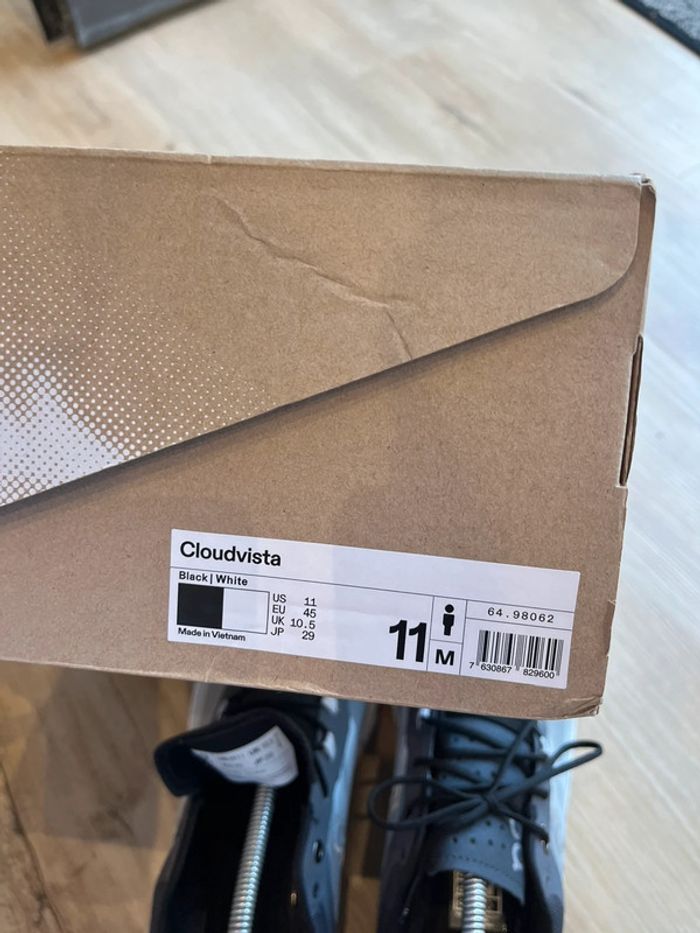 Cloudvista
Black | White
US 11
EU 45
UK 10.5
JP 29
Made in Vietnam
11
M
64.98062
7 630867 829600